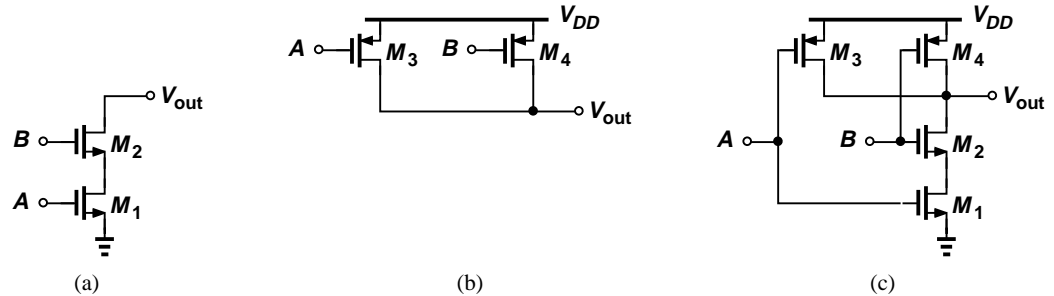 V_out
B
M_2
A
M_1
(a)
V_DD
A
M_3
B
M_4
V_out
(b)
V_DD
M_3
M_4
V_out
A
B
M_2
M_1
(c)